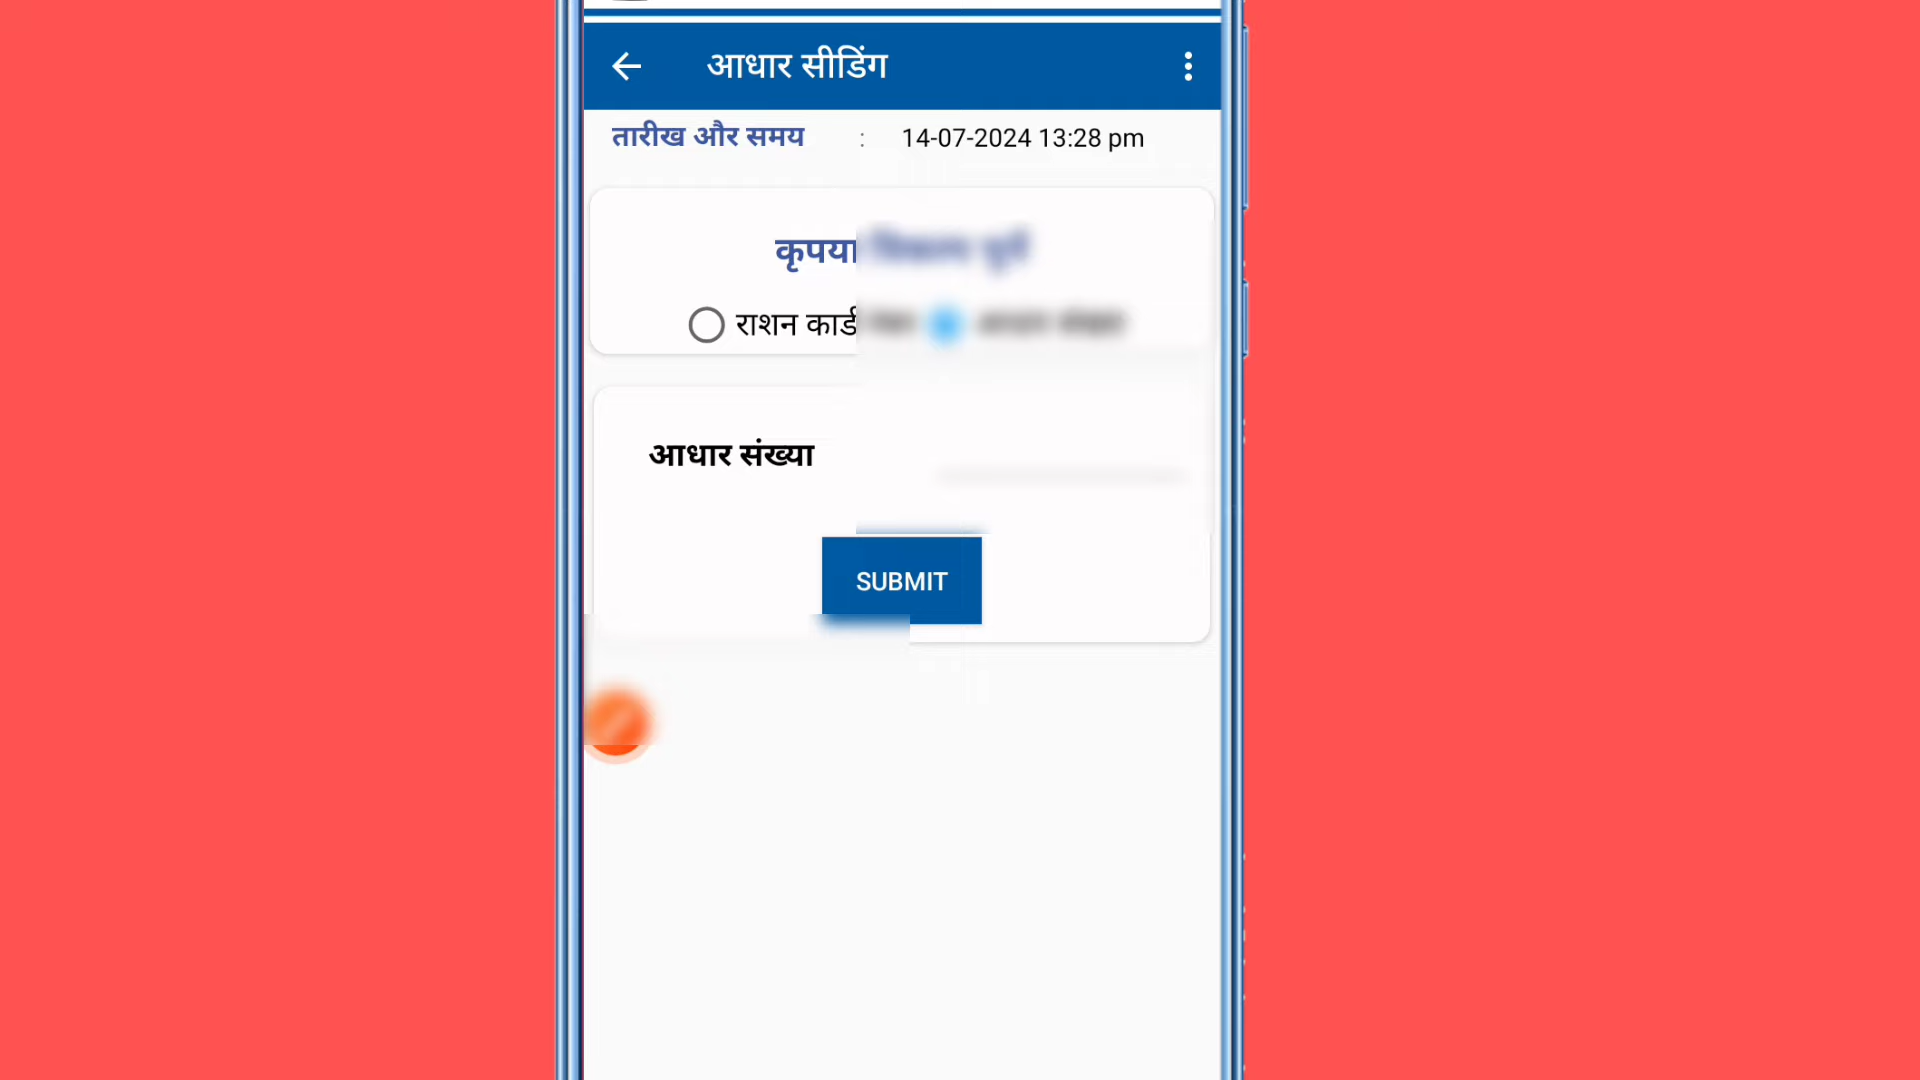 आधार सीडिंग
तारीख और समय : 14-07-2024 13:28 pm
कृपया
राशन कार्ड
आधार संख्या
SUBMIT